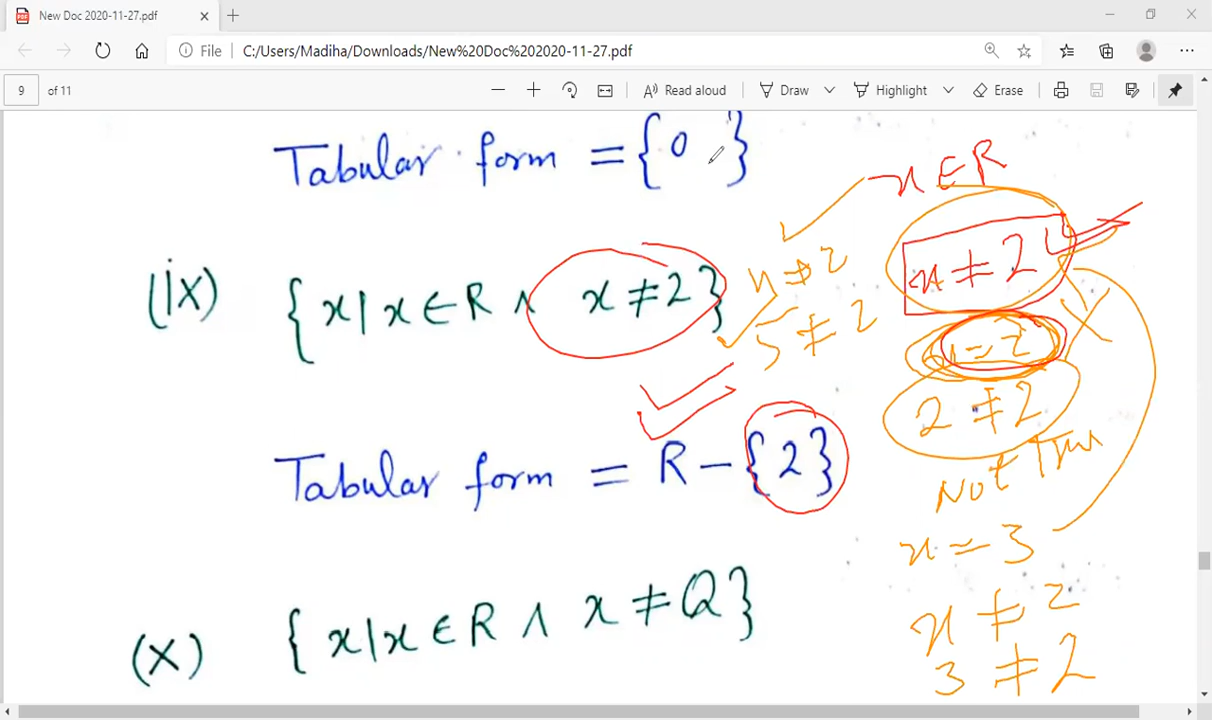 New Doc 2020-11-27.pdf
File C:/Users/Madiha/Downloads/New%20Doc%202020-11-27.pdf
9 of 11 Read aloud Draw Highlight Erase
Tabular form = {0 }
x ∈ R
x ≠ 2
(ix) {x|x ∈ R ∧ x ≠ 2}
x ≠ 2
5 ≠ 2
x = 2
2 ≠ 2
Not True
Tabular form = R - {2}
x = 3
x ≠ 2
3 ≠ 2
(x) {x|x ∈ R ∧ x ≠ Q}